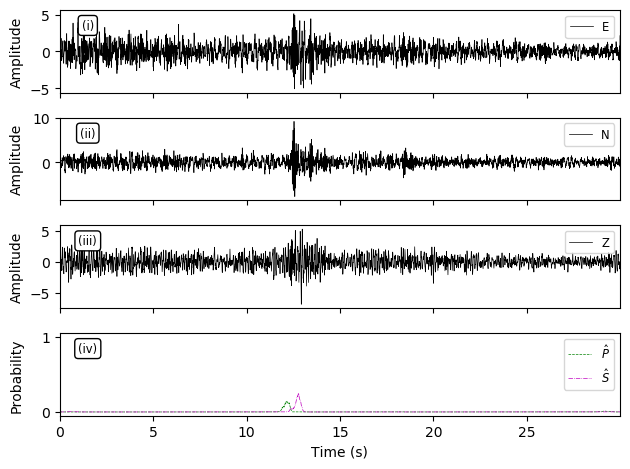 5
0
-5
Amplitude
(i)
E
10
0
Amplitude
(ii)
N
5
0
-5
Amplitude
(iii)
Z
1
0
Probability
(iv)
P̂
Ŝ
0 5 10 15 20 25
Time (s)